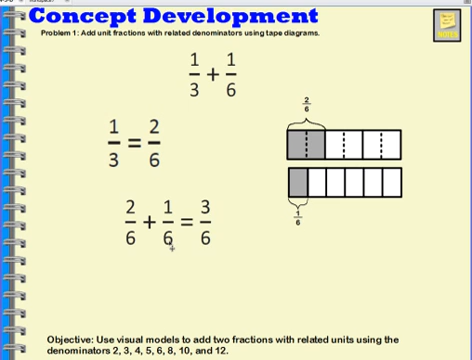 Concept Development
Problem 1: Add unit fractions with related denominators using tape diagrams.
NOTES
1/3 + 1/6
2/6
1/3 = 2/6
2/6 + 1/6 = 3/6
1/6
Objective: Use visual models to add two fractions with related units using the
denominators 2, 3, 4, 5, 6, 8, 10, and 12.